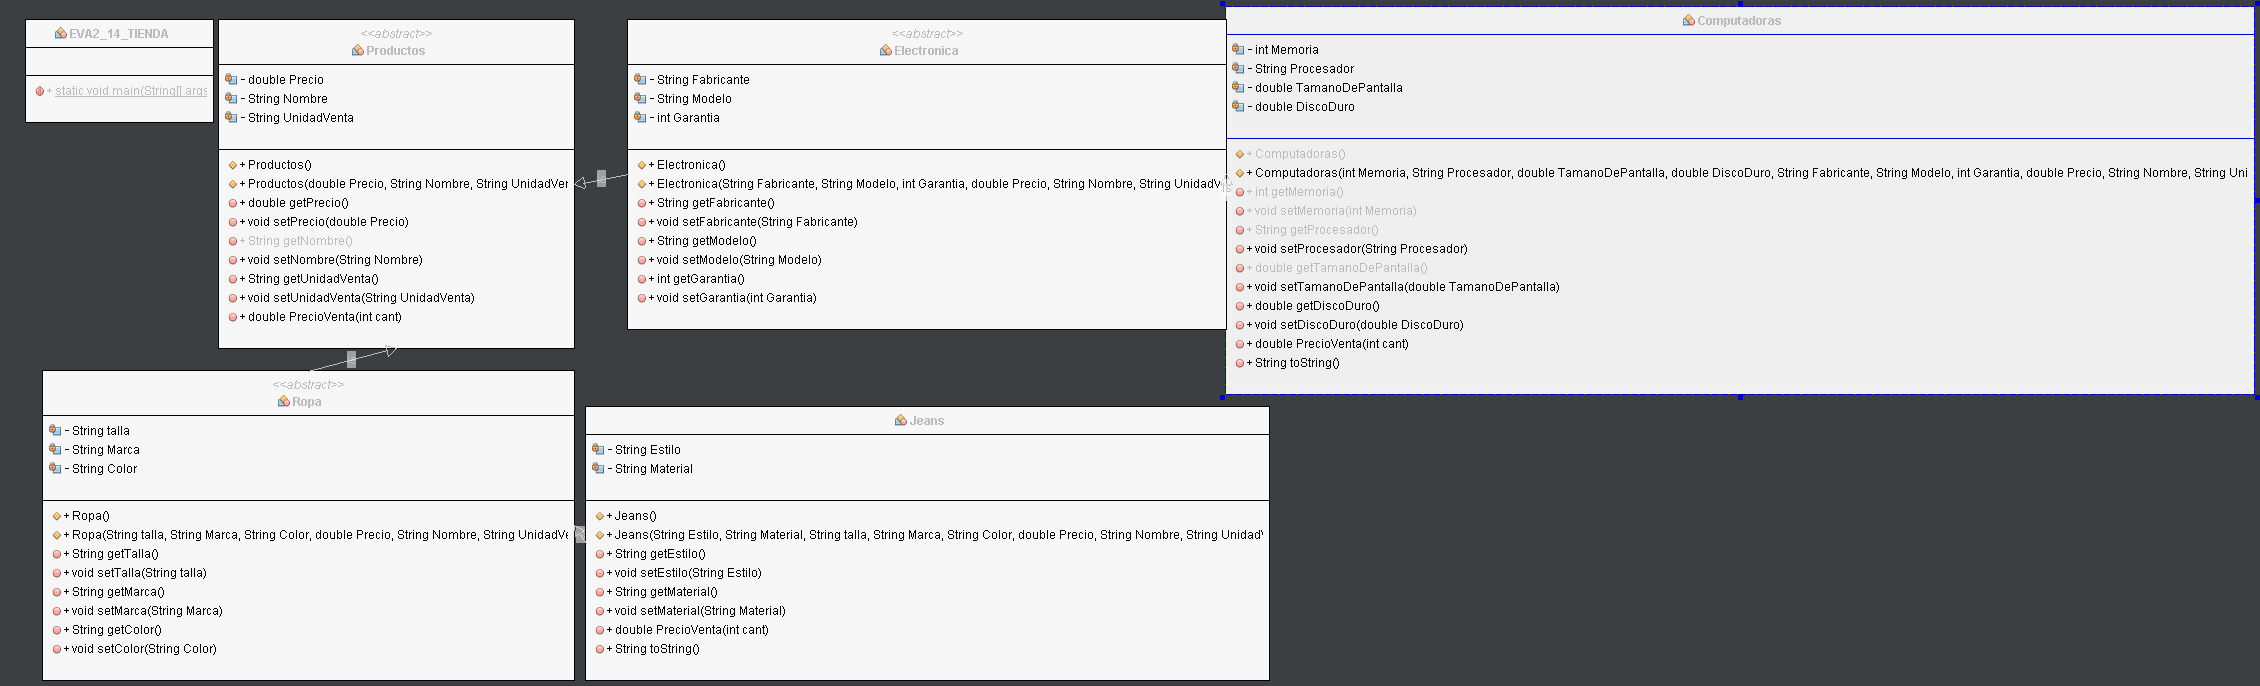 EVA2_14_TIENDA
+ static void main(String[] args
<<abstract>>
Productos
- double Precio
- String Nombre
- String UnidadVenta
+ Productos()
+ Productos(double Precio, String Nombre, String UnidadVer
+ double getPrecio()
+ void setPrecio(double Precio)
+ String getNombre()
+ void setNombre(String Nombre)
+ String getUnidadVenta()
+ void setUnidadVenta(String UnidadVenta)
+ double PrecioVenta(int cant)
<<abstract>>
Electronica
- String Fabricante
- String Modelo
- int Garantia
+ Electronica()
+ Electronica(String Fabricante, String Modelo, int Garantia, double Precio, String Nombre, String UnidadV
+ String getFabricante()
+ void setFabricante(String Fabricante)
+ String getModelo()
+ void setModelo(String Modelo)
+ int getGarantia()
+ void setGarantia(int Garantia)
Computadoras
- int Memoria
- String Procesador
- double TamanoDePantalla
- double DiscoDuro
+ Computadoras()
+ Computadoras(int Memoria, String Procesador, double TamanoDePantalla, double DiscoDuro, String Fabricante, String Modelo, int Garantia, double Precio, String Nombre, String Uni
+ int getMemoria()
+ void setMemoria(int Memoria)
+ String getProcesador()
+ void setProcesador(String Procesador)
+ double getTamanoDePantalla()
+ void setTamanoDePantalla(double TamanoDePantalla)
+ double getDiscoDuro()
+ void setDiscoDuro(double DiscoDuro)
+ double PrecioVenta(int cant)
+ String toString()
<<abstract>>
Ropa
- String talla
- String Marca
- String Color
+ Ropa()
+ Ropa(String talla, String Marca, String Color, double Precio, String Nombre, String UnidadVe
+ String getTalla()
+ void setTalla(String talla)
+ String getMarca()
+ void setMarca(String Marca)
+ String getColor()
+ void setColor(String Color)
Jeans
- String Estilo
- String Material
+ Jeans()
+ Jeans(String Estilo, String Material, String talla, String Marca, String Color, double Precio, String Nombre, String UnidadV
+ String getEstilo()
+ void setEstilo(String Estilo)
+ String getMaterial()
+ void setMaterial(String Material)
+ double PrecioVenta(int cant)
+ String toString()